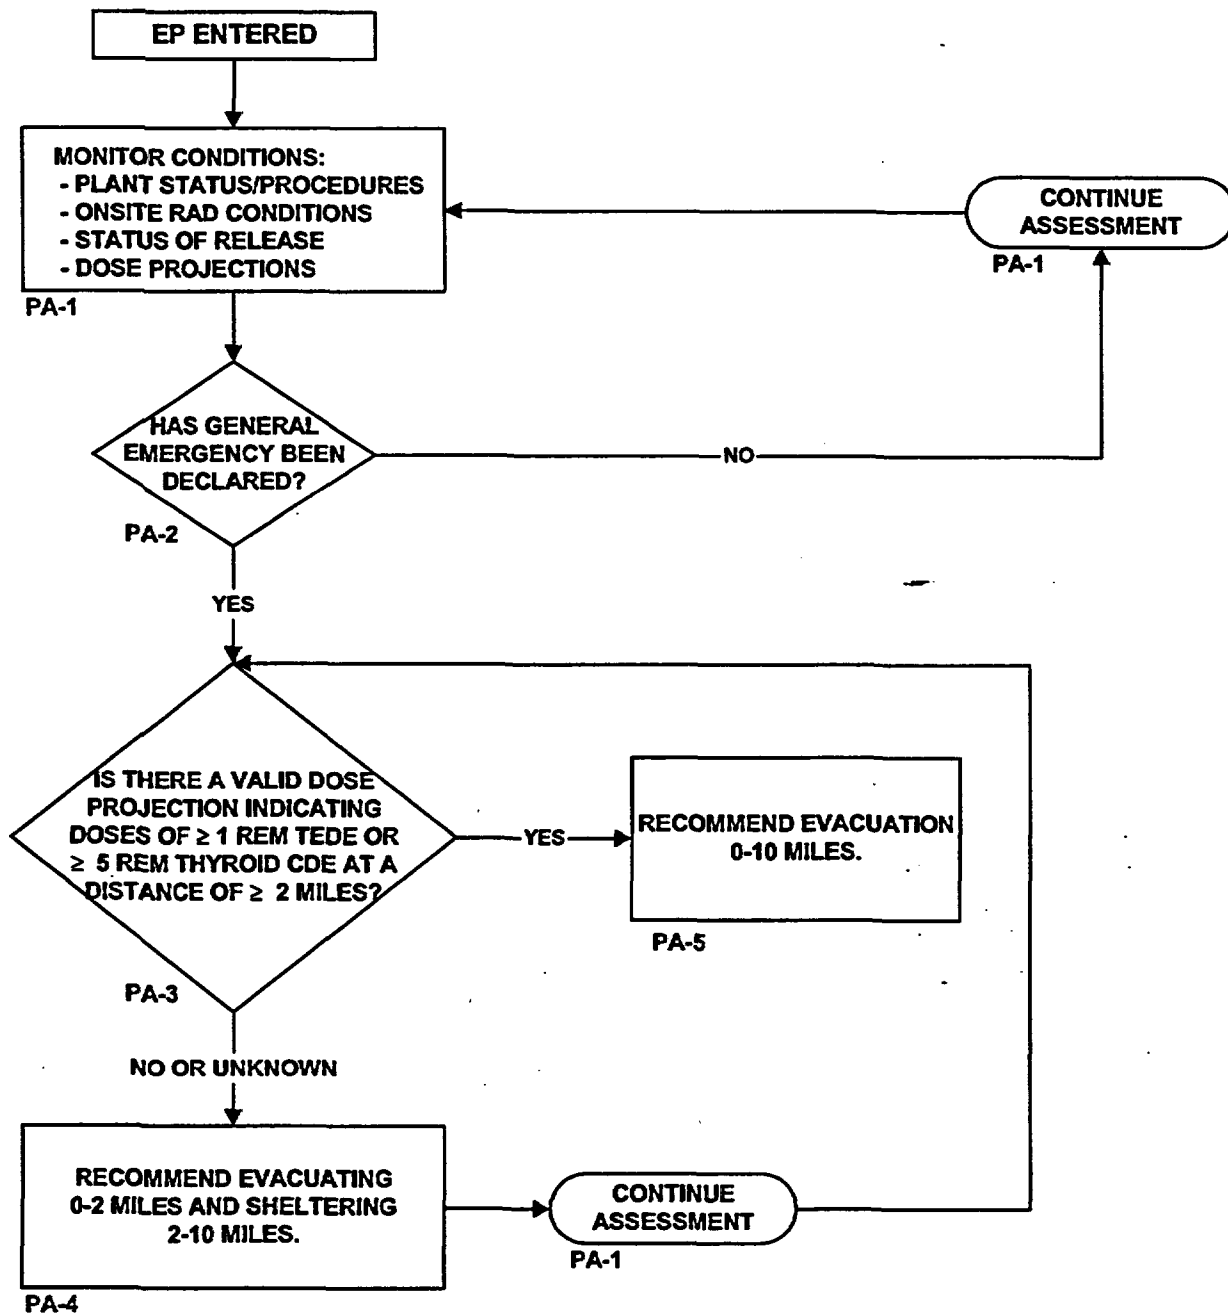 EP ENTERED
MONITOR CONDITIONS:
- PLANT STATUS/PROCEDURES
- ONSITE RAD CONDITIONS
- STATUS OF RELEASE
- DOSE PROJECTIONS
PA-1
CONTINUE
ASSESSMENT
PA-1
HAS GENERAL
EMERGENCY BEEN
DECLARED?
PA-2
NO
YES
IS THERE A VALID DOSE
PROJECTION INDICATING
DOSES OF ≥ 1 REM TEDE OR
≥ 5 REM THYROID CDE AT A
DISTANCE OF ≥ 2 MILES?
PA-3
YES
RECOMMEND EVACUATION
0-10 MILES.
PA-5
NO OR UNKNOWN
RECOMMEND EVACUATING
0-2 MILES AND SHELTERING
2-10 MILES.
PA-4
CONTINUE
ASSESSMENT
PA-1